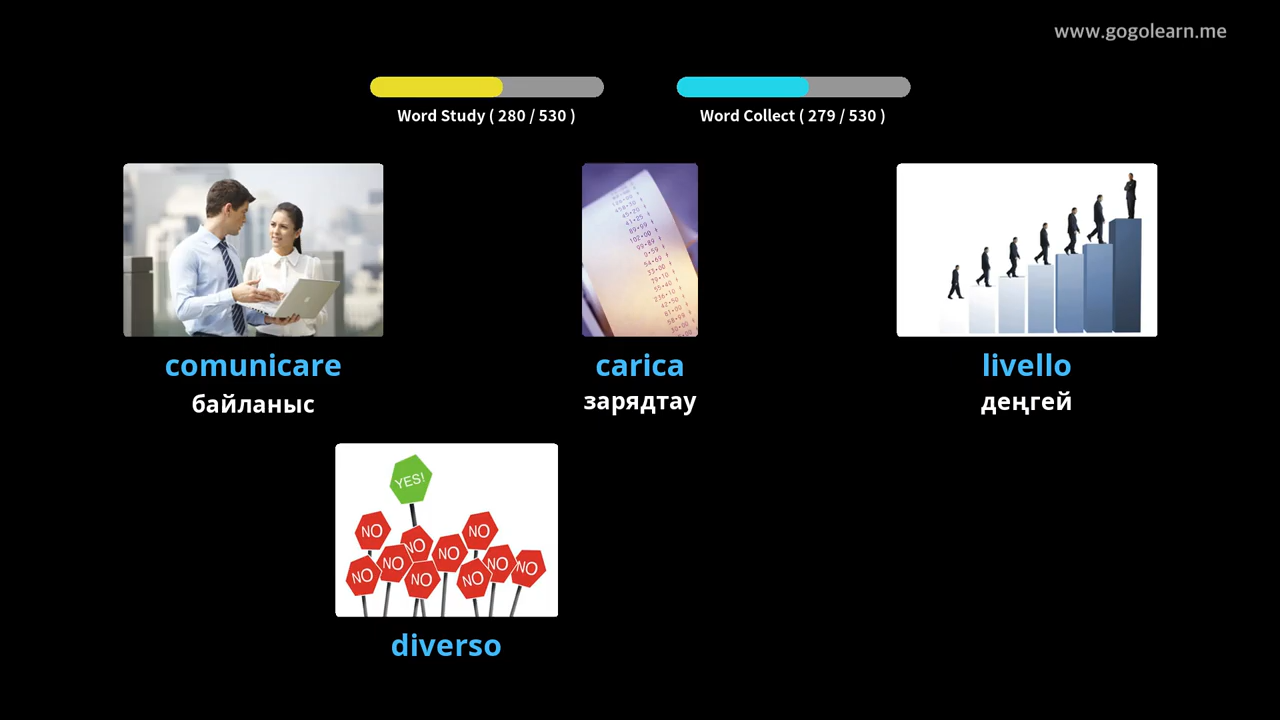 www.gogolearn.me
Word Study ( 280 / 530 )
Word Collect ( 279 / 530 )
comunicare
байланыс
carica
зарядтау
livello
деңгей
YES!
NO
NO
NO
NO
NO
NO
NO
NO
NO
NO
diverso